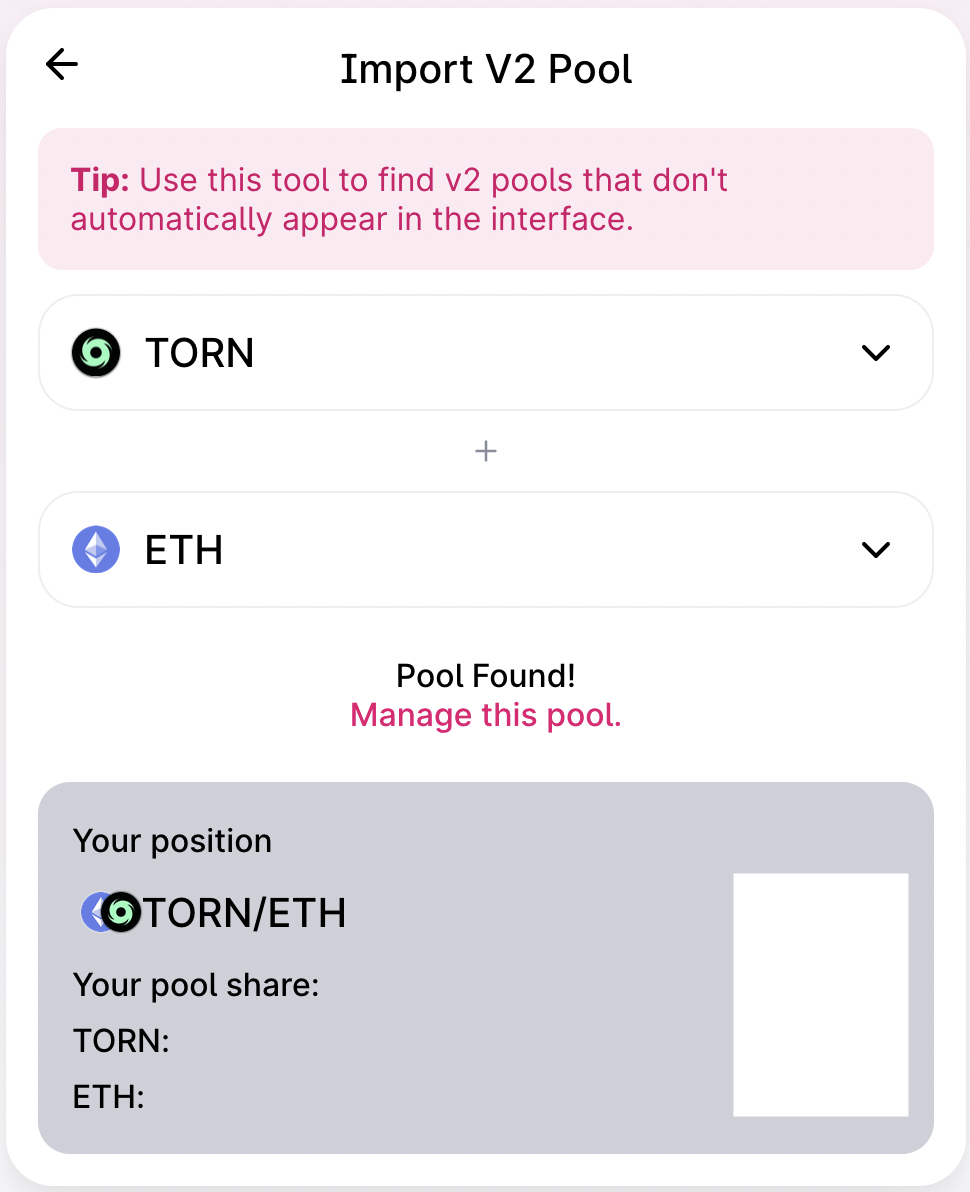 Import V2 Pool
Tip: Use this tool to find v2 pools that don't
automatically appear in the interface.
TORN
+
ETH
Pool Found!
Manage this pool.
Your position
TORN/ETH
Your pool share:
TORN:
ETH: